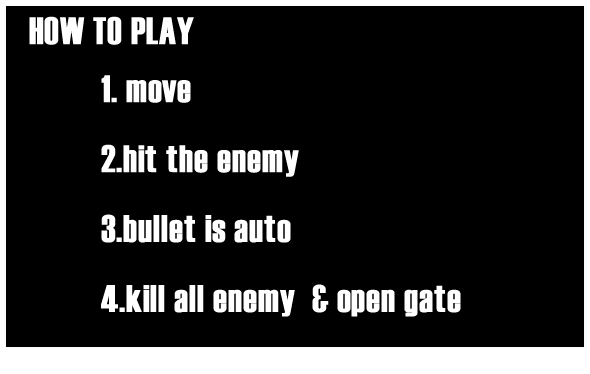 HOW TO PLAY
1. move
2.hit the enemy
3.bullet is auto
4.kill all enemy & open gate